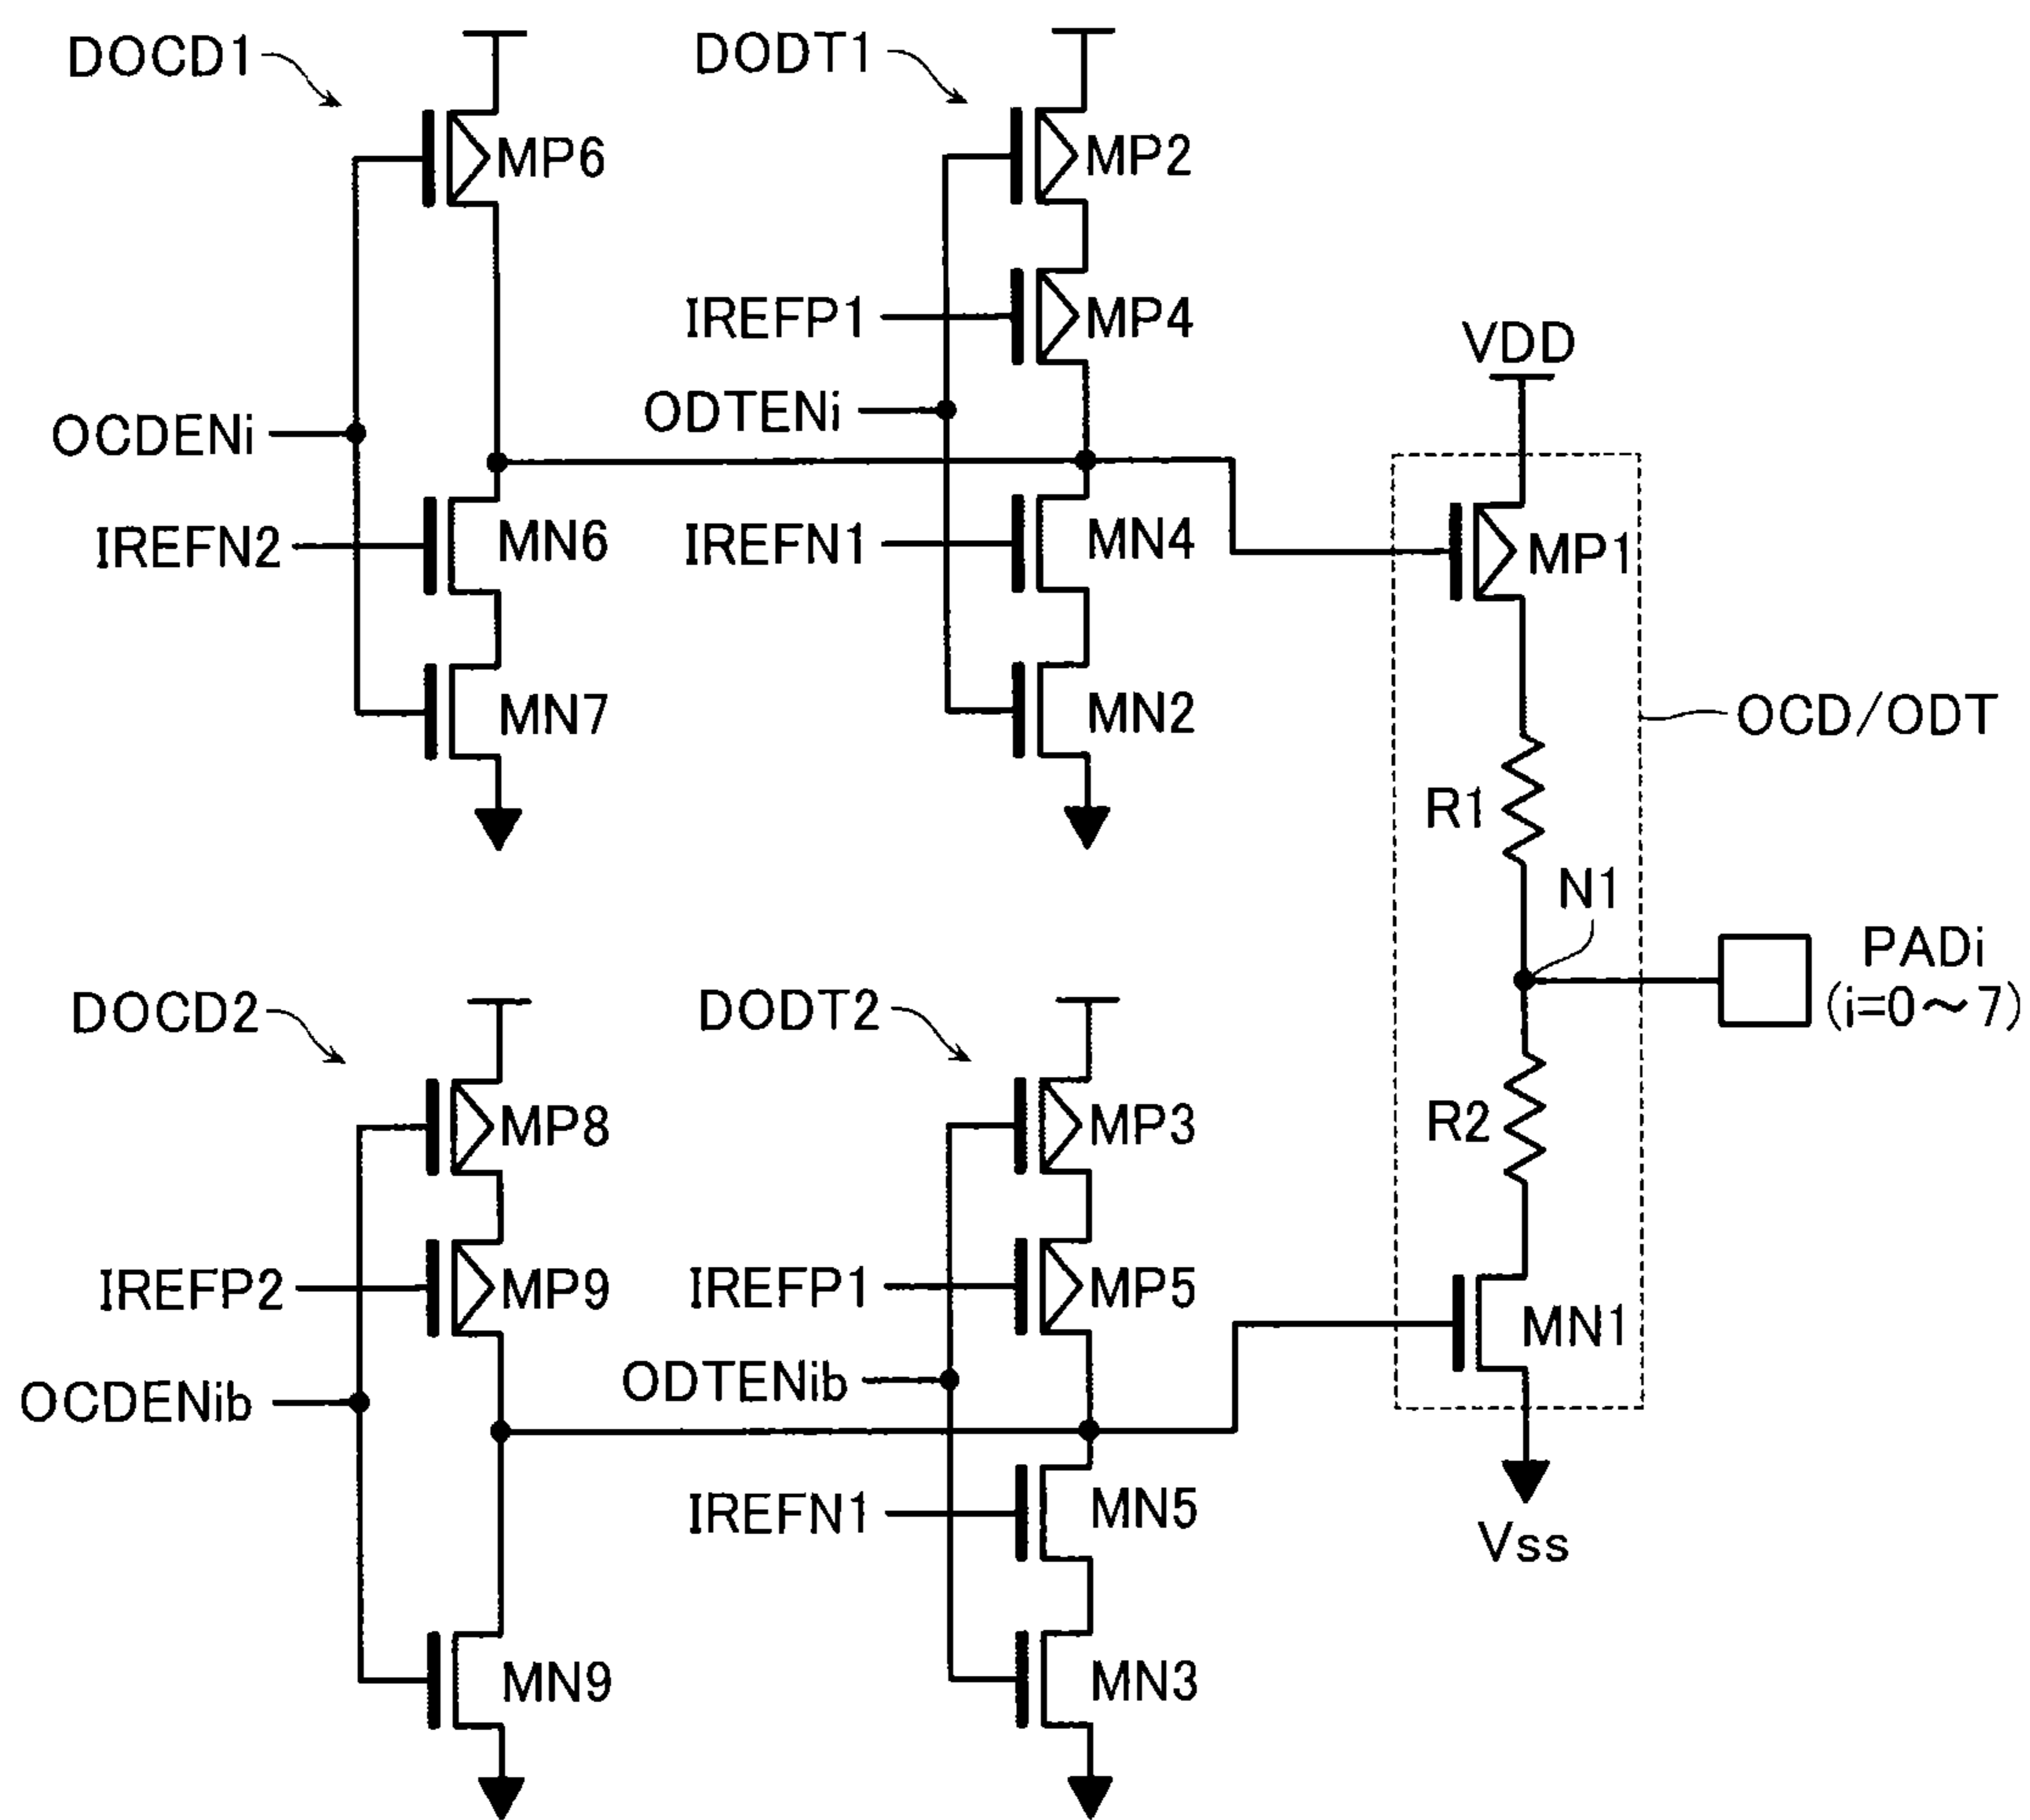 DOCD1
DODT1
MP6
MP2
IREFP1
MP4
VDD
OCDENi
ODTENi
IREFN2
MN6
IREFN1
MN4
MP1
MN7
MN2
OCD/ODT
R1
N1
PADi
(i=0～7)
DOCD2
DODT2
MP8
MP3
R2
IREFP2
MP9
IREFP1
MP5
MN1
OCDENib
ODTENib
IREFN1
MN5
Vss
MN9
MN3